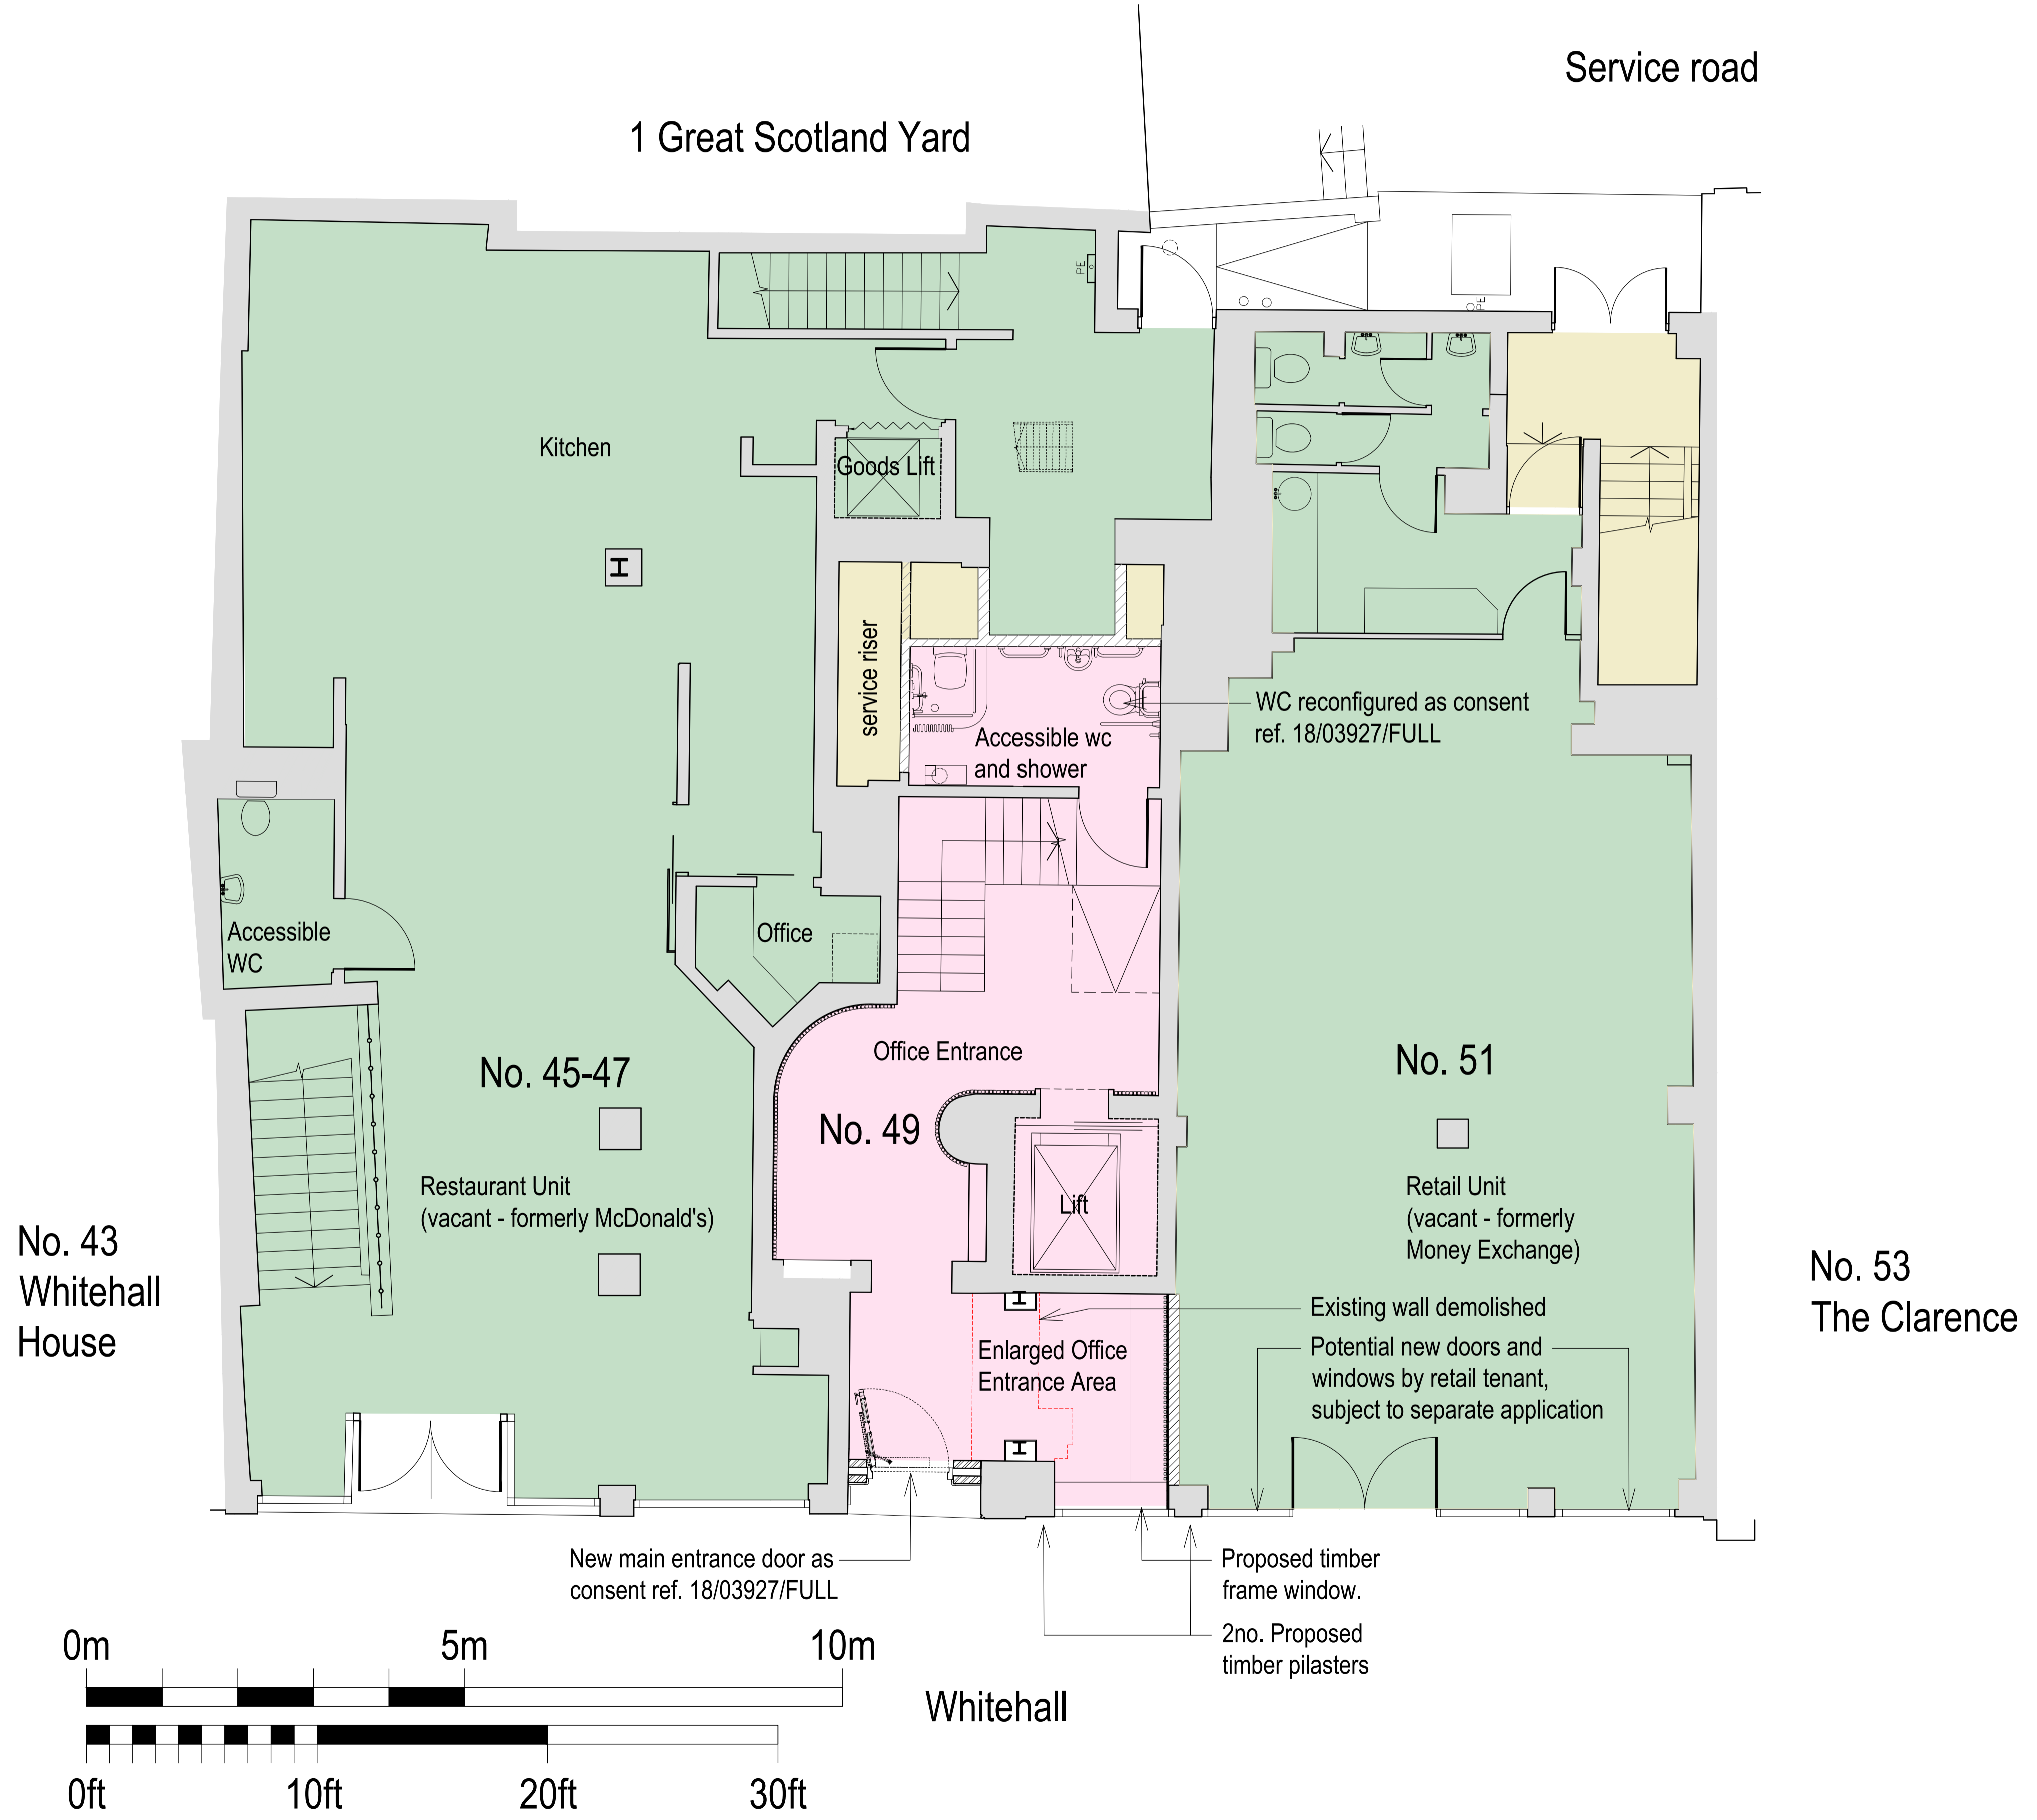 Service road
1 Great Scotland Yard
PE
PE
Kitchen
Goods Lift
service riser
WC reconfigured as consent
ref. 18/03927/FULL
Accessible wc
and shower
Accessible
WC
Office
Office Entrance
No. 45-47
No. 49
No. 51
Restaurant Unit
(vacant - formerly McDonald's)
Lift
Retail Unit
(vacant - formerly
Money Exchange)
No. 43
Whitehall
House
No. 53
The Clarence
Existing wall demolished
Enlarged Office
Entrance Area
Potential new doors and
windows by retail tenant,
subject to separate application
New main entrance door as
consent ref. 18/03927/FULL
Proposed timber
frame window.
2no. Proposed
timber pilasters
0m 5m 10m
Whitehall
0ft 10ft 20ft 30ft